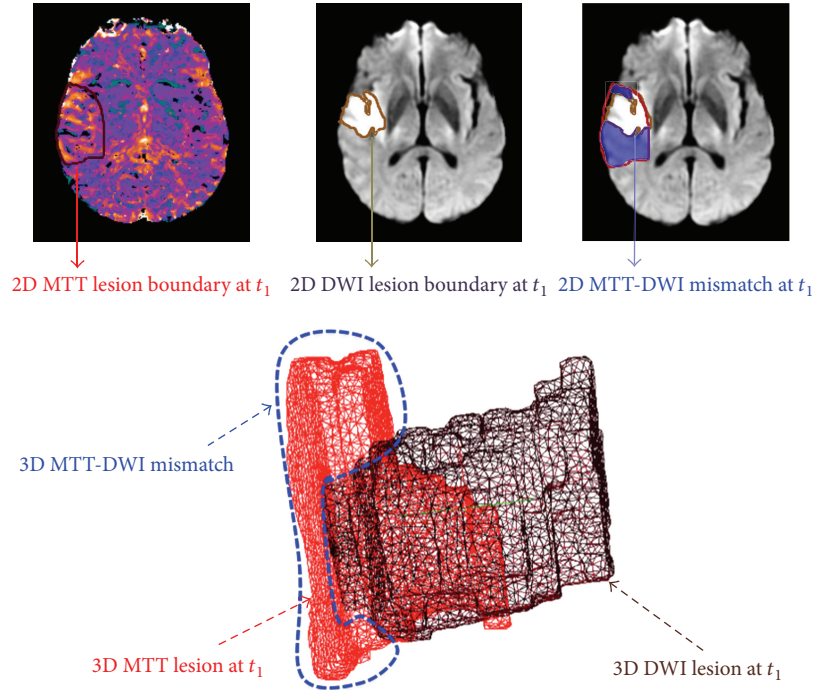 2D MTT lesion boundary at t₁
2D DWI lesion boundary at t₁
2D MTT-DWI mismatch at t₁
3D MTT-DWI mismatch
3D MTT lesion at t₁
3D DWI lesion at t₁